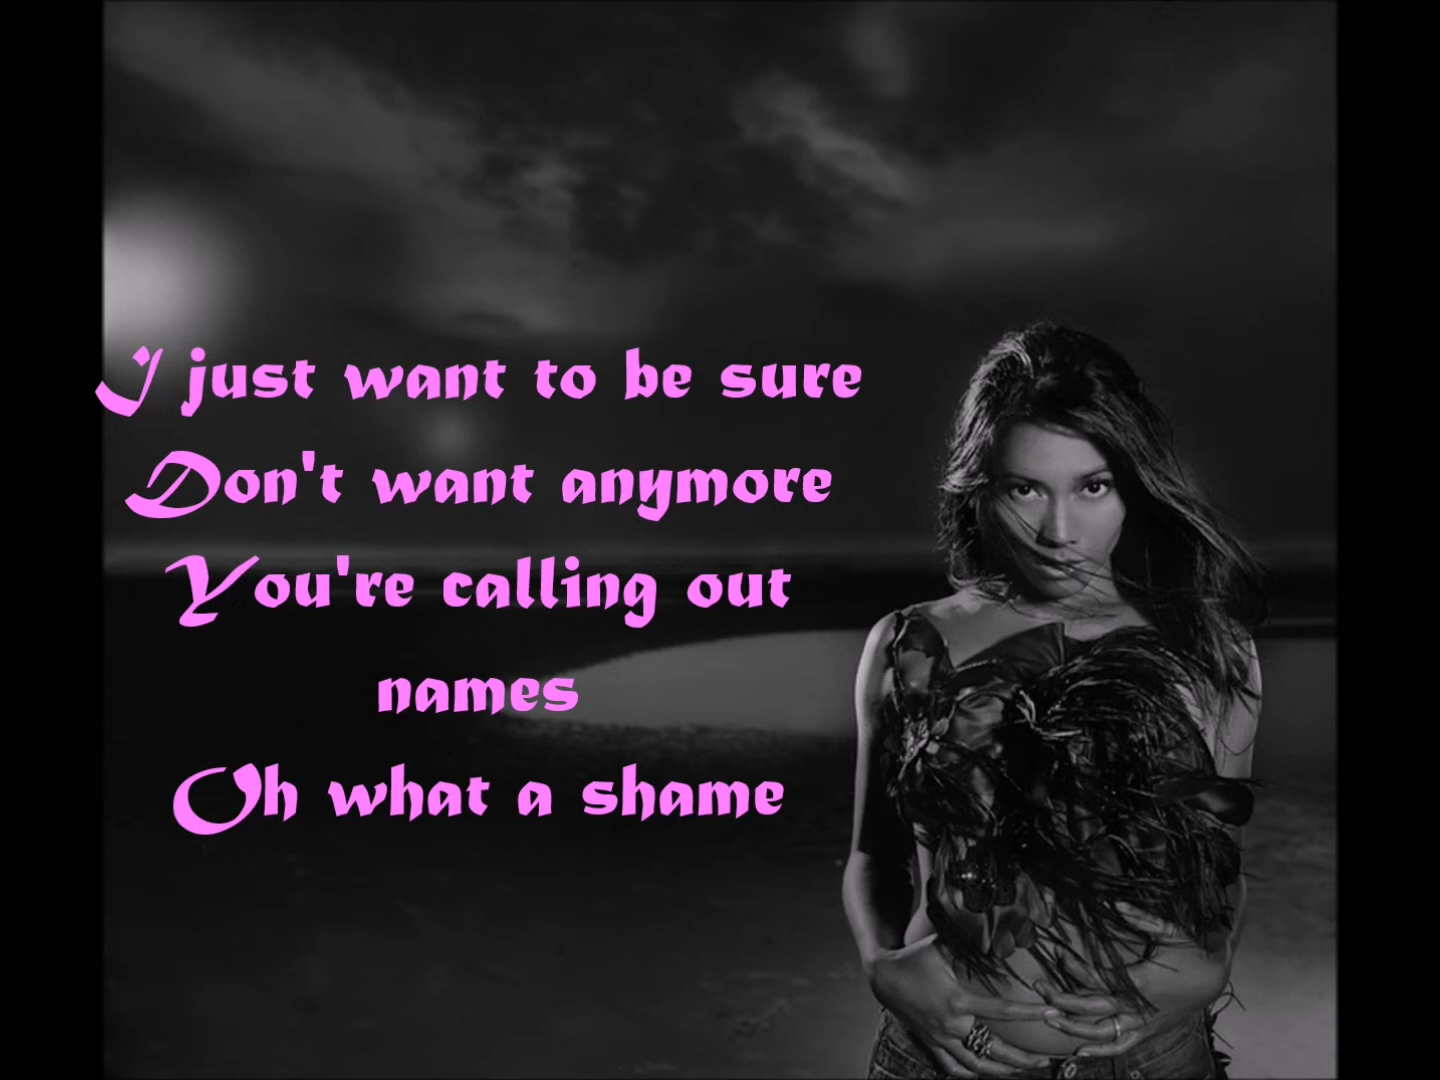 I just want to be sure
Don't want anymore
You're calling out
names
Oh what a shame